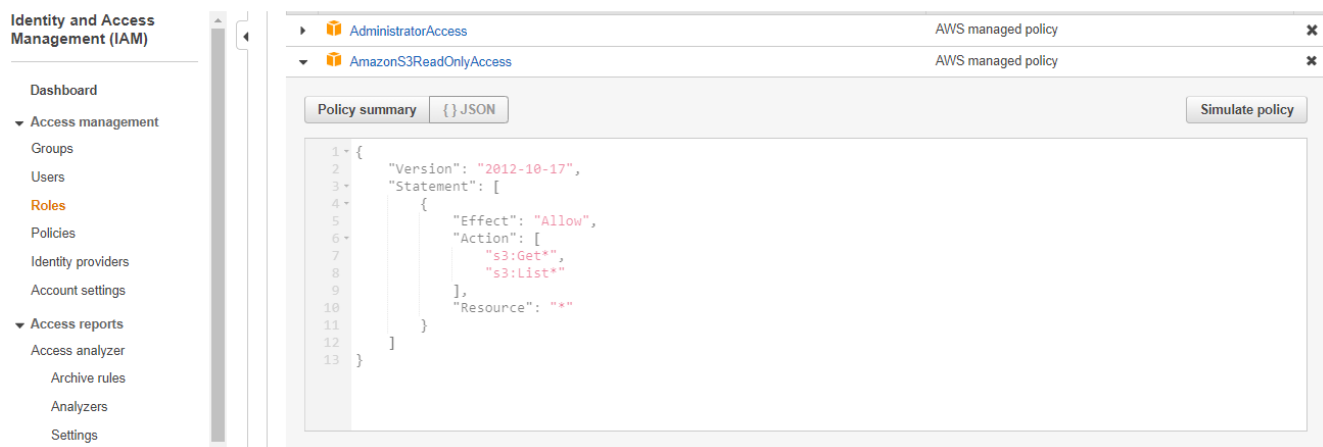 Identity and Access
Management (IAM)
Dashboard
Access management
Groups
Users
Roles
Policies
Identity providers
Account settings
Access reports
Access analyzer
Archive rules
Analyzers
Settings
AdministratorAccess AWS managed policy ✖
AmazonS3ReadOnlyAccess AWS managed policy ✖
Policy summary { } JSON Simulate policy
1 {
2 "Version": "2012-10-17",
3 "Statement": [
4 {
5 "Effect": "Allow",
6 "Action": [
7 "s3:Get*",
8 "s3:List*"
9 ],
10 "Resource": "*"
11 }
12 ]
13 }